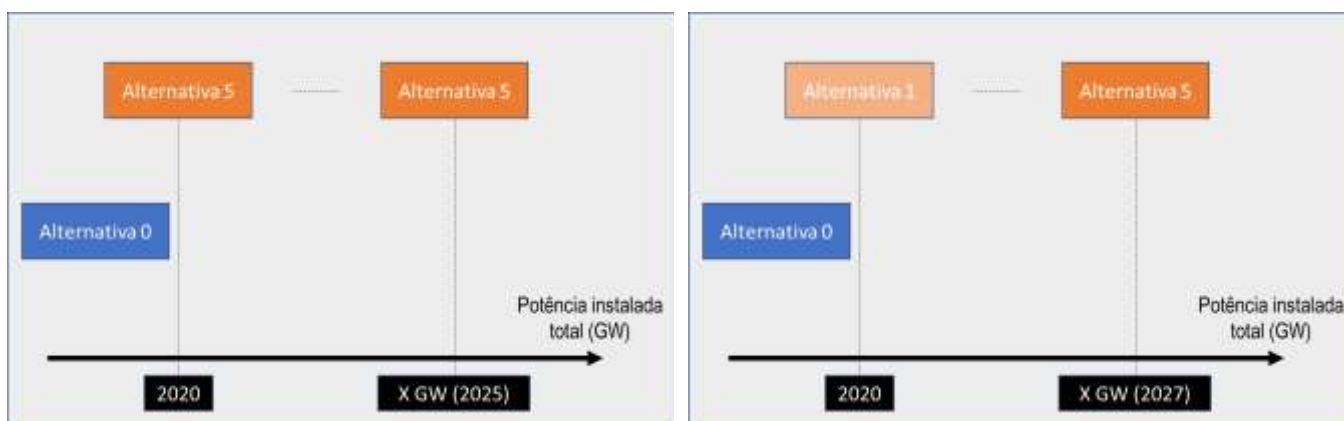 Alternativa 5
Alternativa 5
Alternativa 0
Potência instalada
total (GW)
2020
X GW (2025)
Alternativa 1
Alternativa 5
Alternativa 0
Potência instalada
total (GW)
2020
X GW (2027)